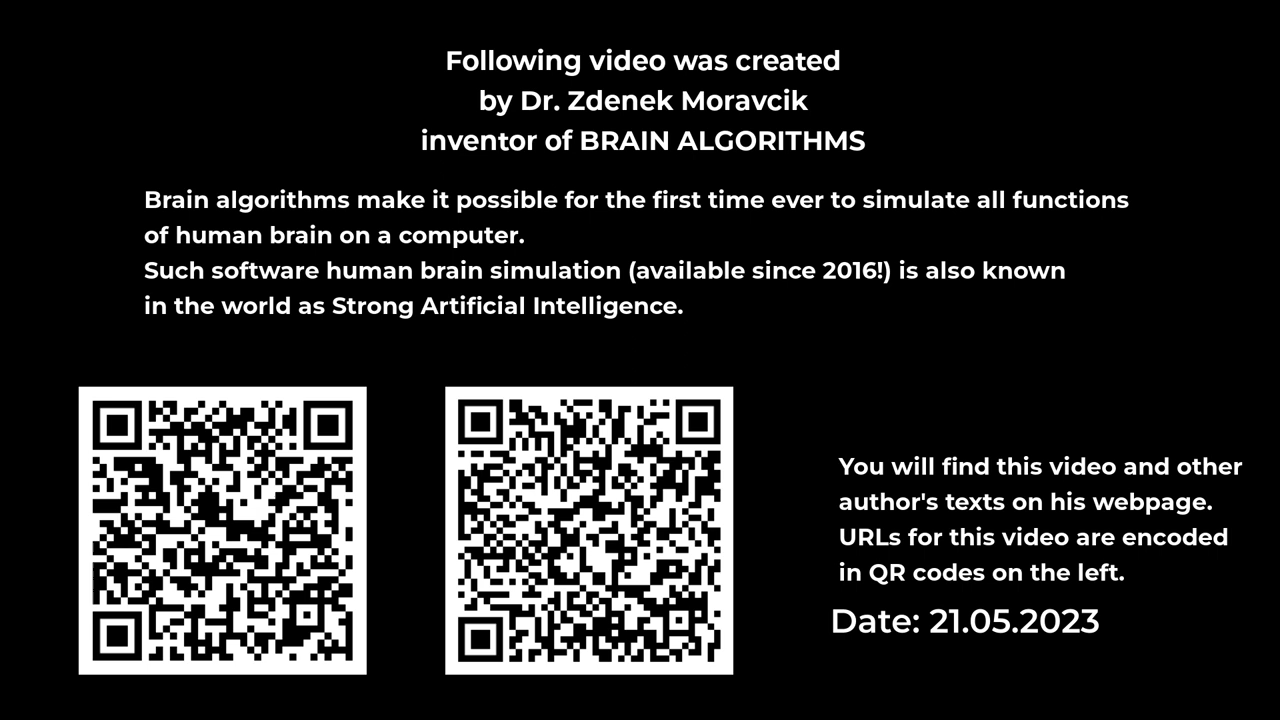 Following video was created
by Dr. Zdenek Moravcik
inventor of BRAIN ALGORITHMS
Brain algorithms make it possible for the first time ever to simulate all functions
of human brain on a computer.
Such software human brain simulation (available since 2016!) is also known
in the world as Strong Artificial Intelligence.
You will find this video and other
author's texts on his webpage.
URLs for this video are encoded
in QR codes on the left.
Date: 21.05.2023